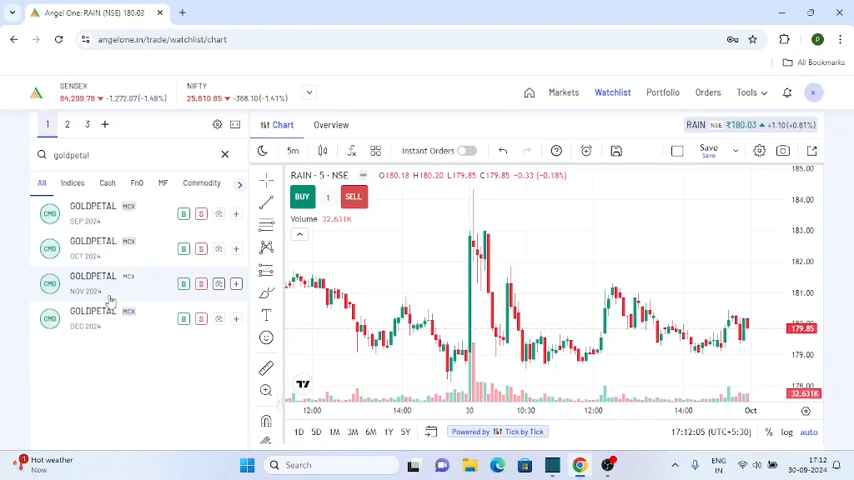 Angel One: RAIN (NSE) 180.03
angelone.in/trade/watchlist/chart
P
All Bookmarks
SENSEX
84,299.78 -1,272.07(-1.49%)
NIFTY
25,810.85 -368.10(-1.41%)
Markets
Watchlist
Portfolio
Orders
Tools
R
1
2
3
Chart
Overview
RAIN NSE ₹180.03 +1.10(+0.61%)
goldpetal
5m
Instant Orders
Save
Save
All
Indices
Cash
FnO
MF
Commodity
RAIN · 5 · NSE
O180.18 H180.20 L179.85 C179.85 -0.33 (-0.18%)
BUY
1
SELL
Volume 32.631K
CMD
GOLDPETAL MCX
SEP 2024
B
S
CMD
GOLDPETAL MCX
OCT 2024
B
S
CMD
GOLDPETAL MCX
NOV 2024
B
S
CMD
GOLDPETAL MCX
DEC 2024
B
S
185.00
183.00
182.00
181.00
180.00
179.85
179.00
178.00
32.631K
12:00
14:00
30
10:30
12:00
14:00
Oct
1D
5D
1M
3M
6M
1Y
5Y
Powered by Tick by Tick
17:12:05 (UTC+5:30)
%
log
auto
1
Hot weather
Now
Search
ENG
IN
17:12
30-09-2024